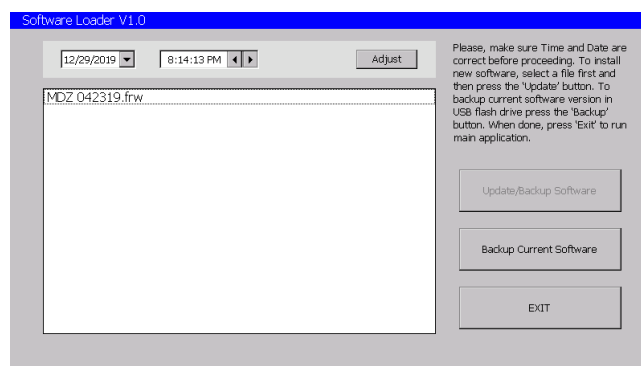 Software Loader V1.0
12/29/2019
8:14:13 PM
Adjust
MDZ 042319.frw
Please, make sure Time and Date are
correct before proceeding. To install
new software, select a file first and
then press the 'Update' button. To
backup current software version in
USB flash drive press the 'Backup'
button. When done, press 'Exit' to run
main application.
Update/Backup Software
Backup Current Software
EXIT